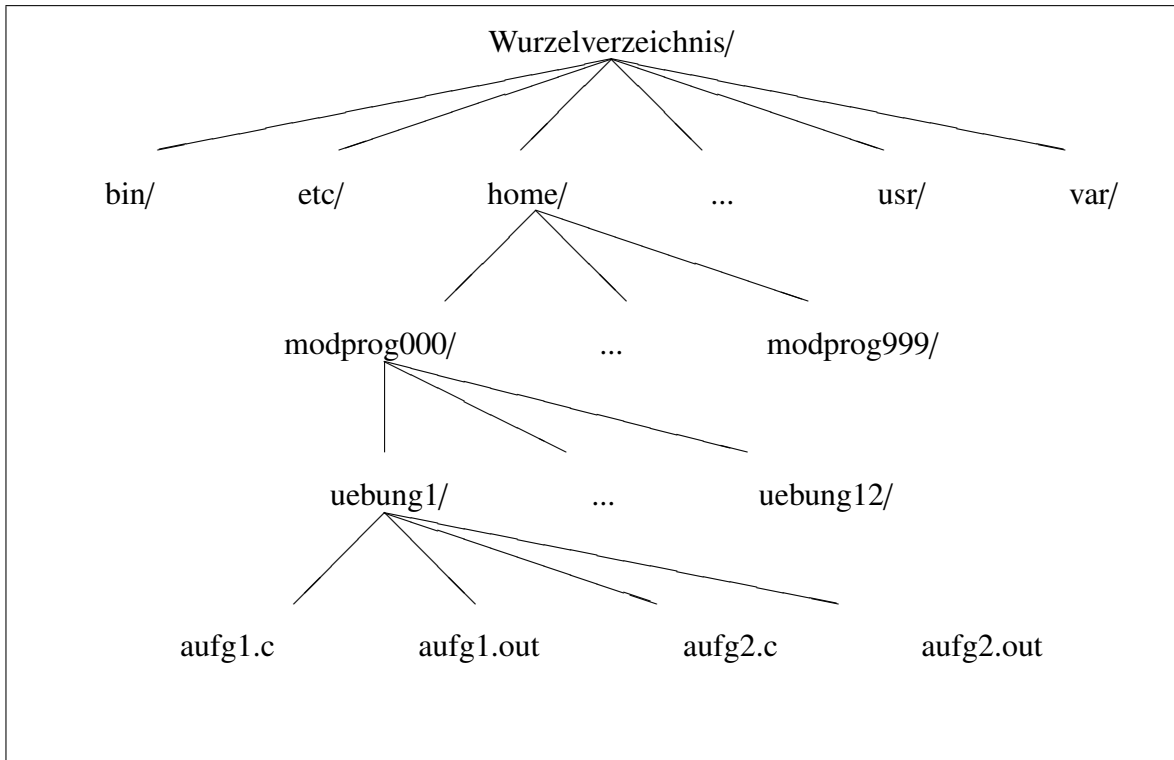 Wurzelverzeichnis/
bin/ etc/ home/ ... usr/ var/
modprog000/ ... modprog999/
uebung1/ ... uebung12/
aufg1.c aufg1.out aufg2.c aufg2.out